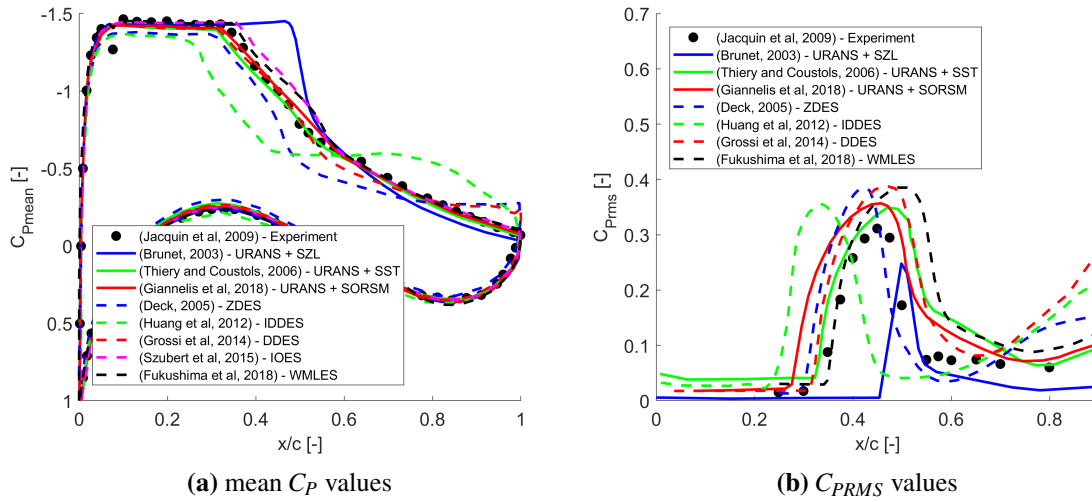 -1.5
-1
-0.5
0
0.5
1
C_Pmean [-]
(Jacquin et al, 2009) - Experiment
(Brunet, 2003) - URANS + SZL
(Thiery and Coustols, 2006) - URANS + SST
(Giannelis et al, 2018) - URANS + SORSM
(Deck, 2005) - ZDES
(Huang et al, 2012) - IDDES
(Grossi et al, 2014) - DDES
(Szubert et al, 2015) - IOES
(Fukushima et al, 2018) - WMLES
0 0.2 0.4 0.6 0.8 1
x/c [-]
(a) mean C_P values
0.7
0.6
0.5
0.4
0.3
0.2
0.1
0
C_Prms [-]
(Jacquin et al, 2009) - Experiment
(Brunet, 2003) - URANS + SZL
(Thiery and Coustols, 2006) - URANS + SST
(Giannelis et al, 2018) - URANS + SORSM
(Deck, 2005) - ZDES
(Huang et al, 2012) - IDDES
(Grossi et al, 2014) - DDES
(Fukushima et al, 2018) - WMLES
0 0.2 0.4 0.6 0.8
x/c [-]
(b) C_PRMS values